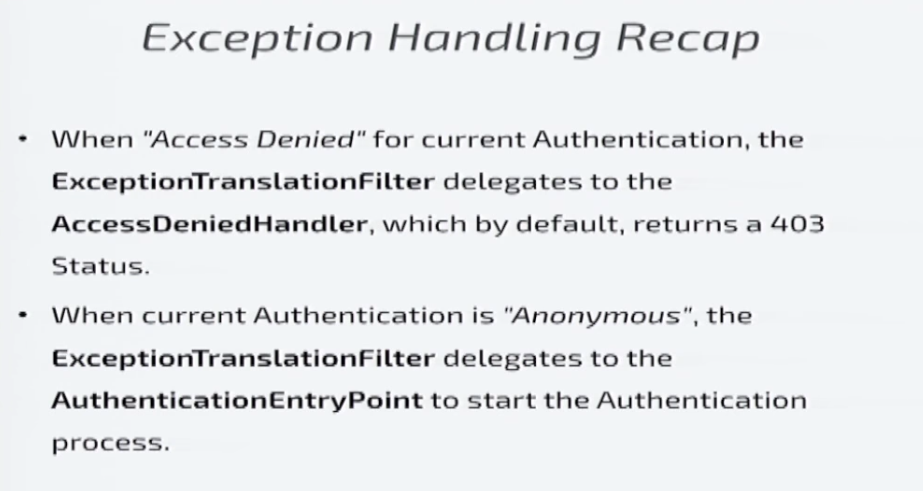 Exception Handling Recap
• When "Access Denied" for current Authentication, the
ExceptionTranslationFilter delegates to the
AccessDeniedHandler, which by default, returns a 403
Status.
• When current Authentication is "Anonymous", the
ExceptionTranslationFilter delegates to the
AuthenticationEntryPoint to start the Authentication
process.